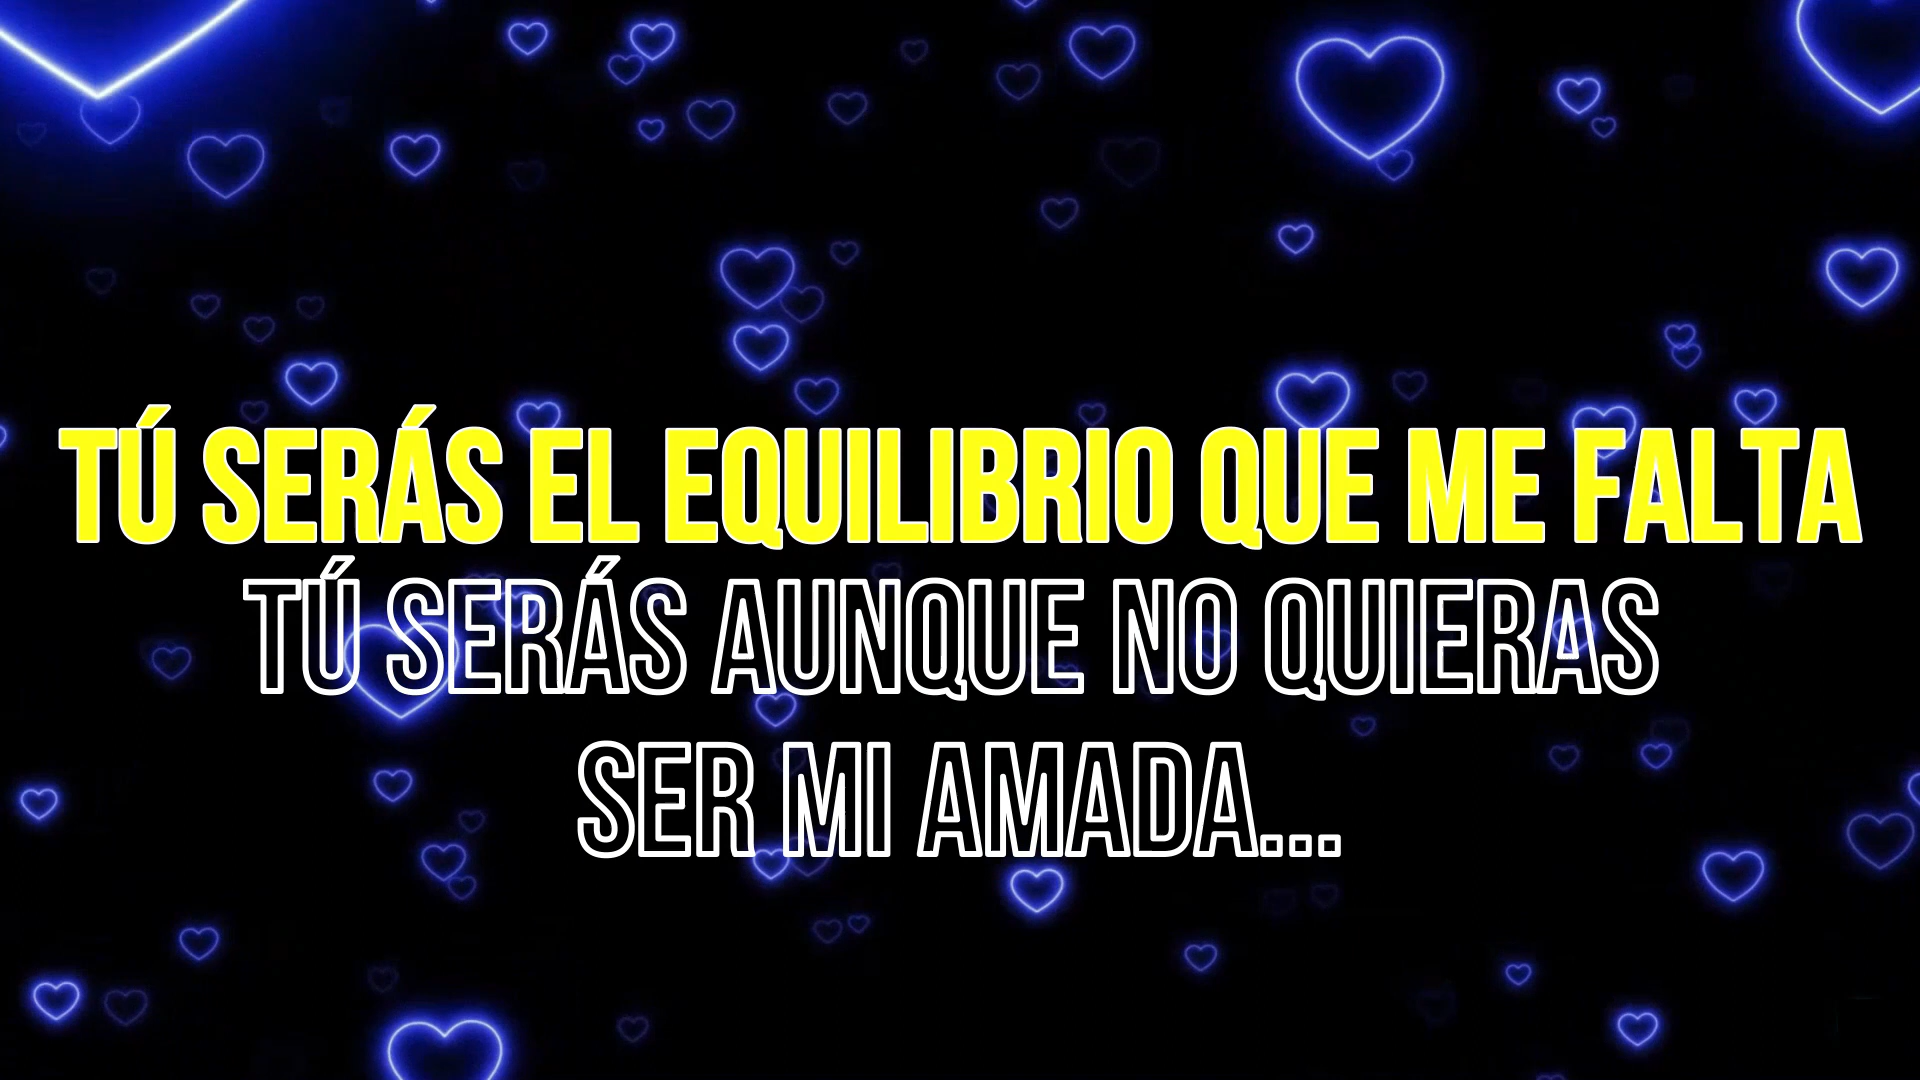 TÚ SERÁS EL EQUILIBRIO QUE ME FALTA
TÚ SERÁS AUNQUE NO QUIERAS
SER MI AMADA...